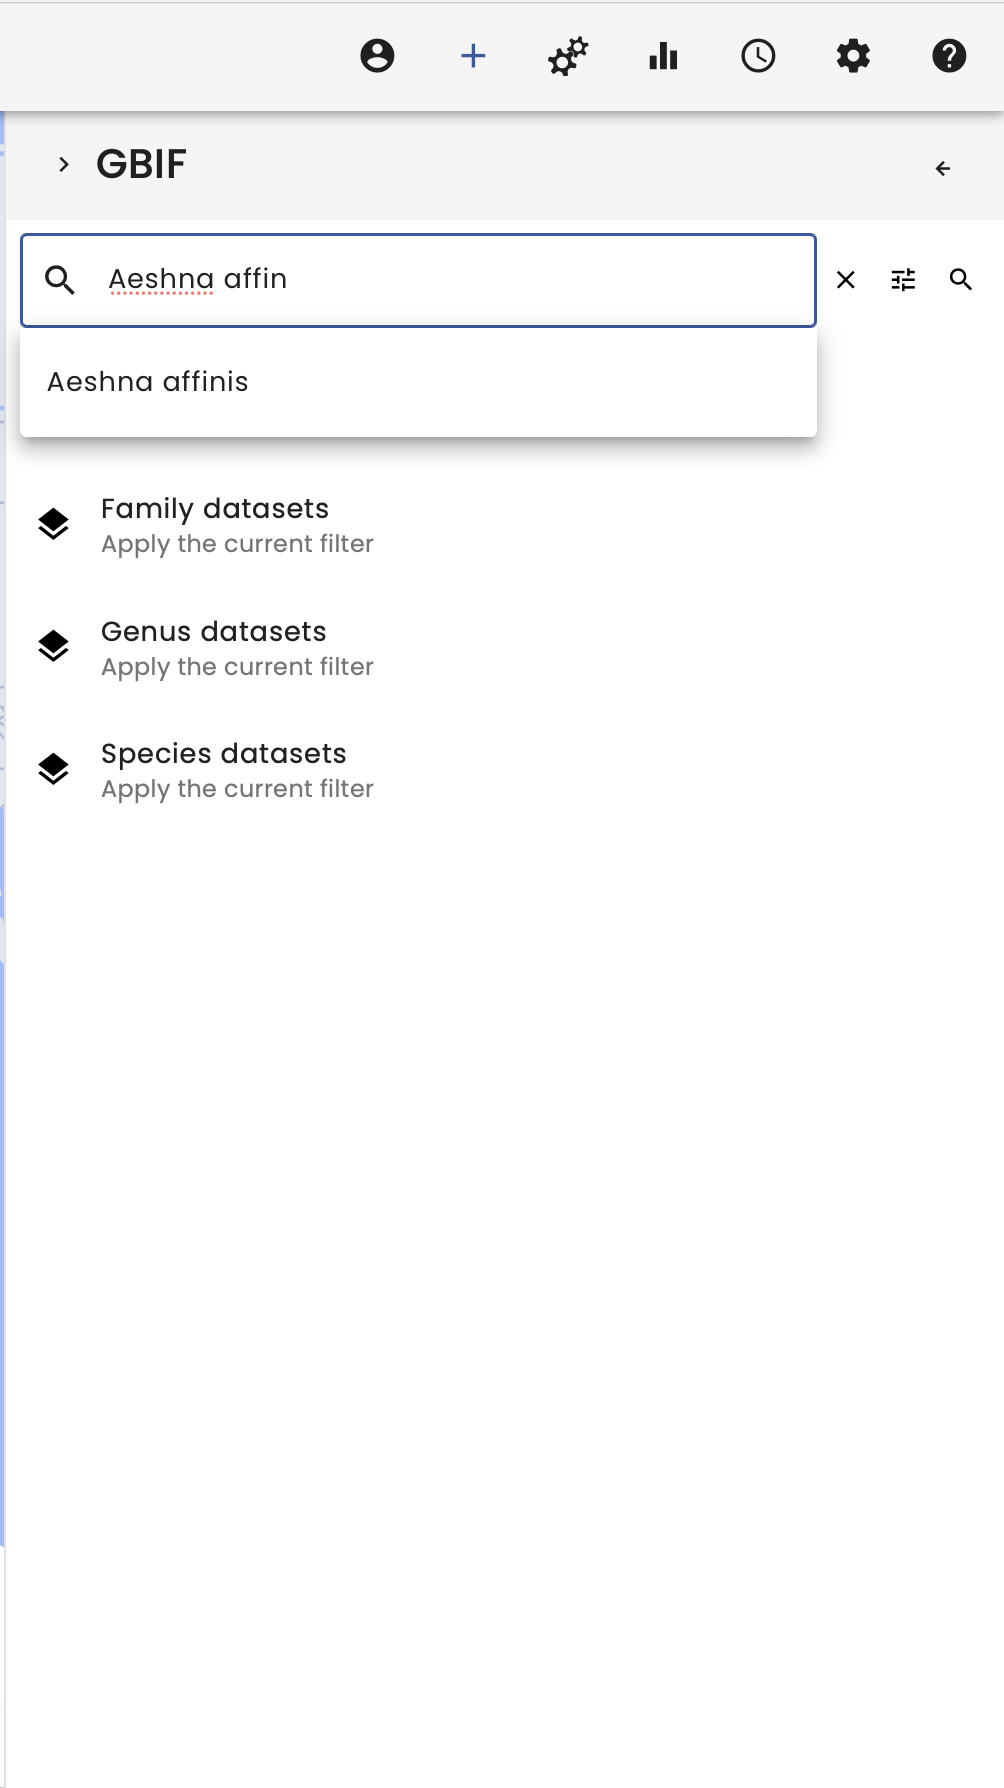 GBIF
Aeshna affin
Aeshna affinis
Family datasets
Apply the current filter
Genus datasets
Apply the current filter
Species datasets
Apply the current filter